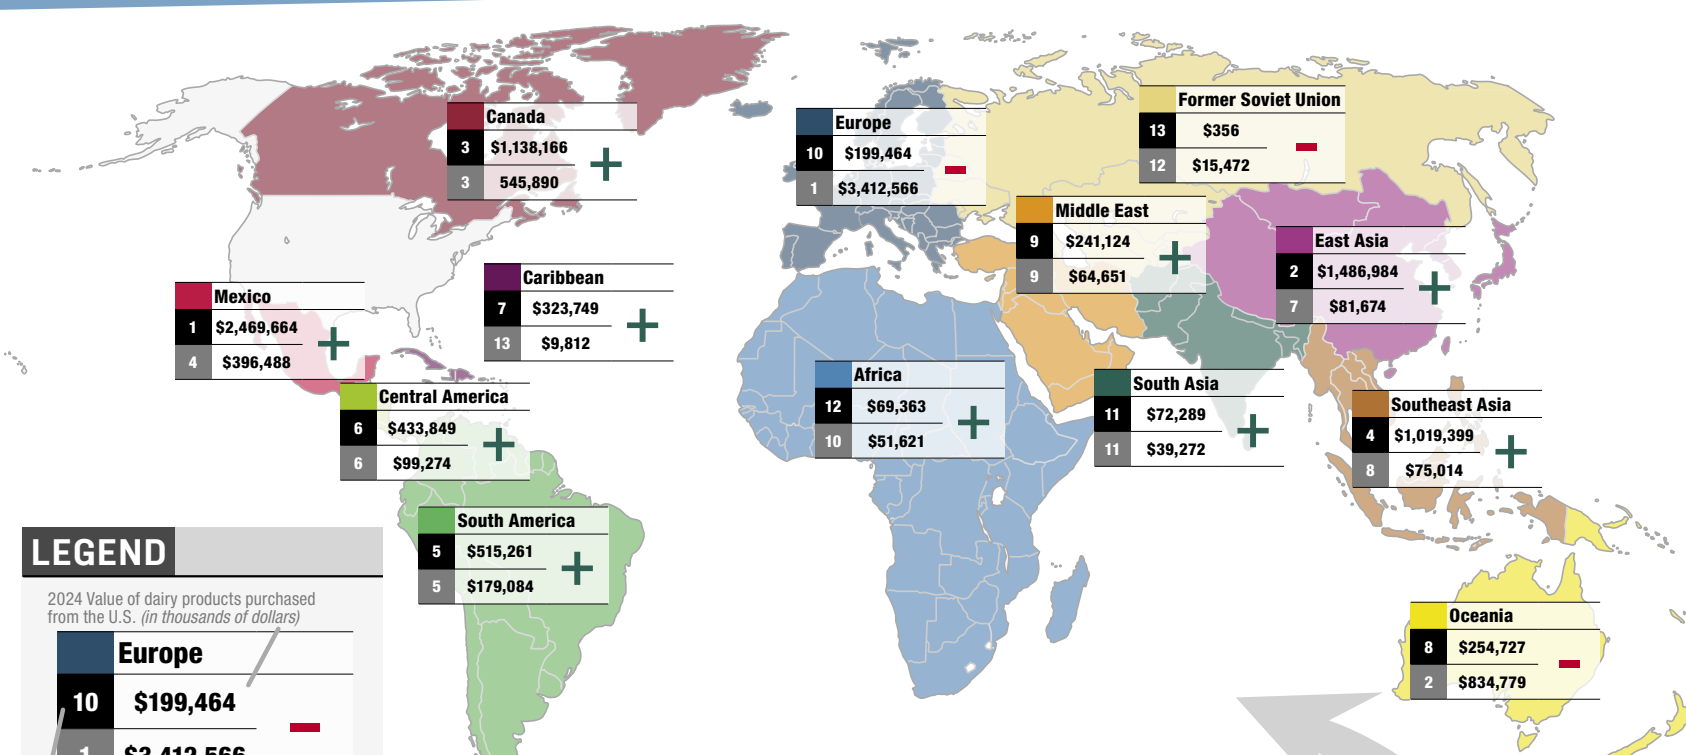 Canada
3 $1,138,166
3 545,890
Europe
10 $199,464
1 $3,412,566
Former Soviet Union
13 $356
12 $15,472
Middle East
9 $241,124
9 $64,651
East Asia
2 $1,486,984
7 $81,674
Caribbean
7 $323,749
13 $9,812
Mexico
1 $2,469,664
4 $396,488
Central America
6 $433,849
6 $99,274
Africa
12 $69,363
10 $51,621
South Asia
11 $72,289
11 $39,272
Southeast Asia
4 $1,019,399
8 $75,014
South America
5 $515,261
5 $179,084
Oceania
8 $254,727
2 $834,779
LEGEND
2024 Value of dairy products purchased
from the U.S. (in thousands of dollars)
Europe
10 $199,464
1 $3,412,566